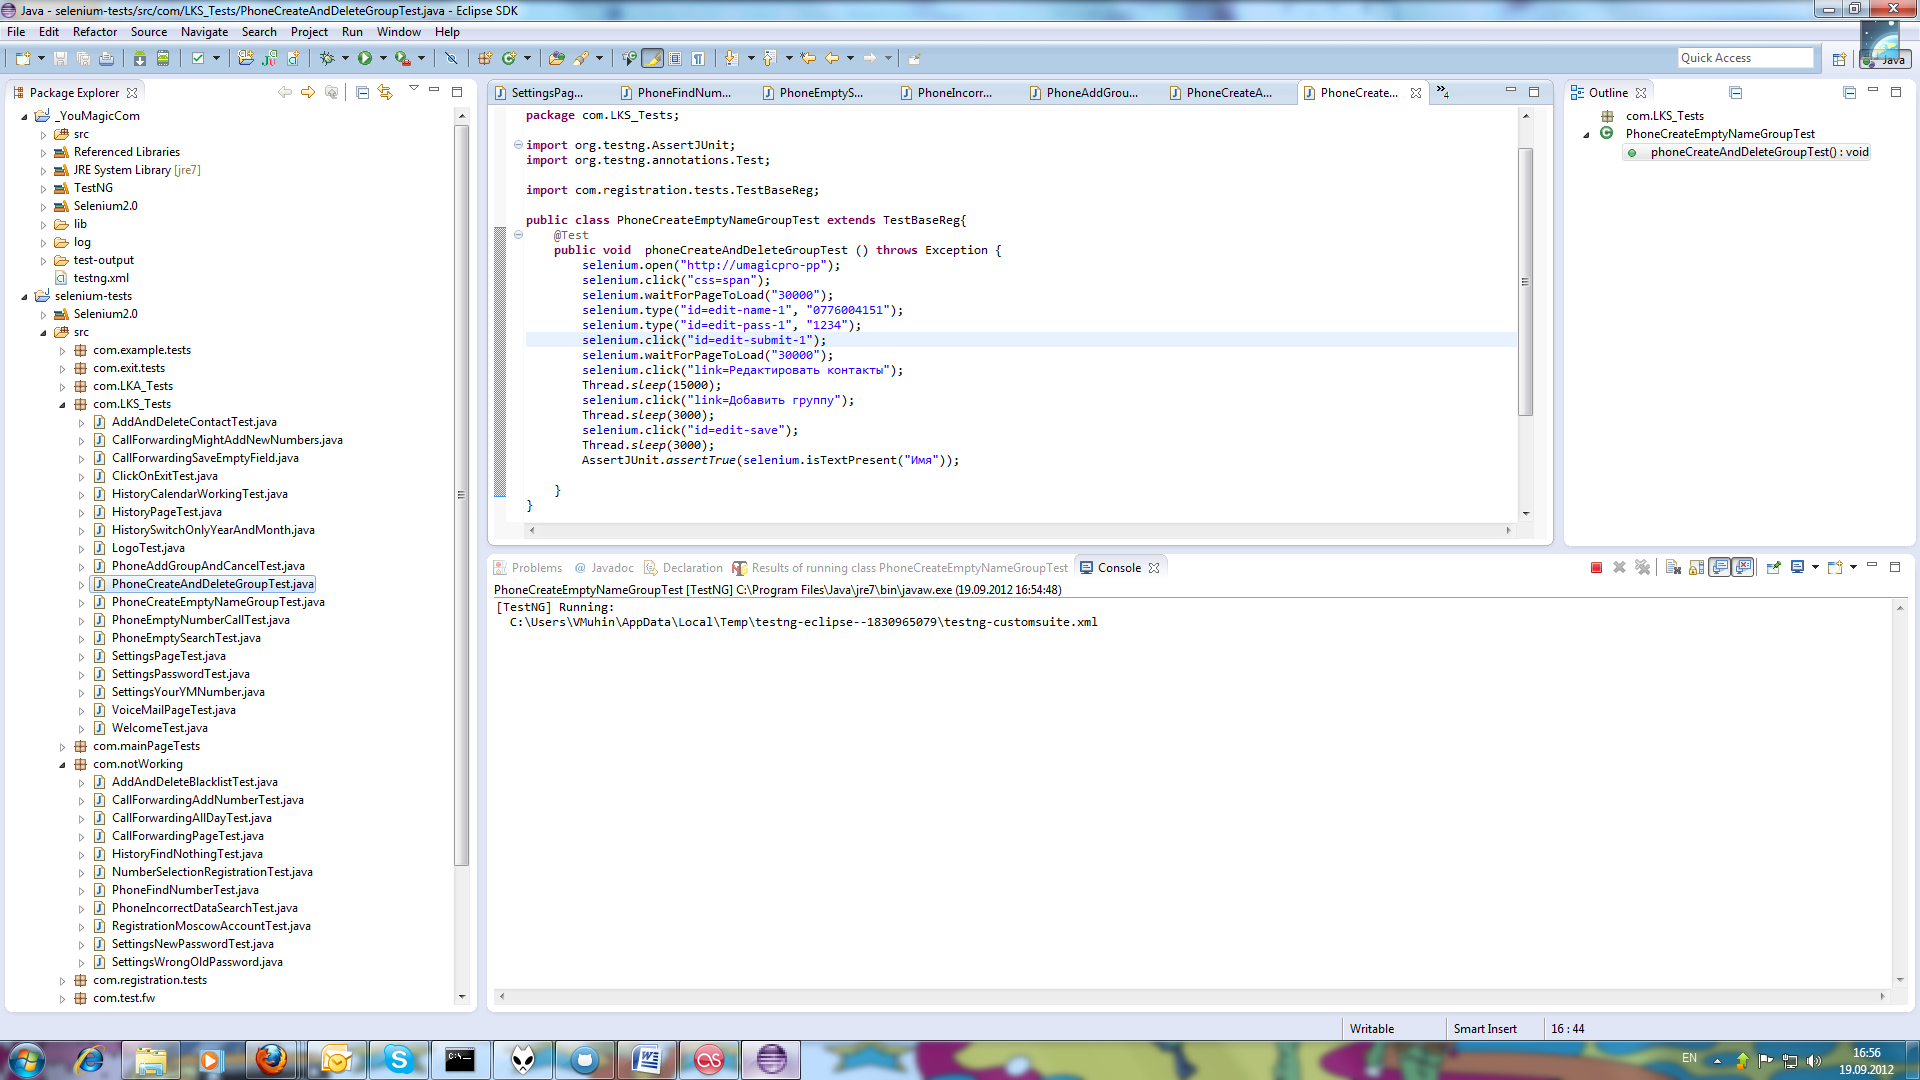 Java - selenium-tests/src/com/LKS_Tests/PhoneCreateAndDeleteGroupTest.java - Eclipse SDK
File Edit Refactor Source Navigate Search Project Run Window Help
Quick Access
Java
Package Explorer
_YouMagicCom
src
Referenced Libraries
JRE System Library [jre7]
TestNG
Selenium2.0
lib
log
test-output
testng.xml
selenium-tests
Selenium2.0
src
com.example.tests
com.exit.tests
com.LKA_Tests
com.LKS_Tests
AddAndDeleteContactTest.java
CallForwardingMightAddNewNumbers.java
CallForwardingSaveEmptyField.java
ClickOnExitTest.java
HistoryCalendarWorkingTest.java
HistoryPageTest.java
HistorySwitchOnlyYearAndMonth.java
LogoTest.java
PhoneAddGroupAndCancelTest.java
PhoneCreateAndDeleteGroupTest.java
PhoneCreateEmptyNameGroupTest.java
PhoneEmptyNumberCallTest.java
PhoneEmptySearchTest.java
SettingsPageTest.java
SettingsPasswordTest.java
SettingsYourYMNumber.java
VoiceMailPageTest.java
WelcomeTest.java
com.mainPageTests
com.notWorking
AddAndDeleteBlacklistTest.java
CallForwardingAddNumberTest.java
CallForwardingAllDayTest.java
CallForwardingPageTest.java
HistoryFindNothingTest.java
NumberSelectionRegistrationTest.java
PhoneFindNumberTest.java
PhoneIncorrectDataSearchTest.java
RegistrationMoscowAccountTest.java
SettingsNewPasswordTest.java
SettingsWrongOldPassword.java
com.registration.tests
com.test.fw
SettingsPag... PhoneFindNum... PhoneEmptyS... PhoneIncorr... PhoneAddGrou... PhoneCreateA... PhoneCreate... »4
package com.LKS_Tests;
import org.testng.AssertJUnit;
import org.testng.annotations.Test;
import com.registration.tests.TestBaseReg;
public class PhoneCreateEmptyNameGroupTest extends TestBaseReg{
@Test
public void  phoneCreateAndDeleteGroupTest () throws Exception {
selenium.open("http://umagicpro-pp");
selenium.click("css=span");
selenium.waitForPageToLoad("30000");
selenium.type("id=edit-name-1", "0776004151");
selenium.type("id=edit-pass-1", "1234");
selenium.click("id=edit-submit-1");
selenium.waitForPageToLoad("30000");
selenium.click("link=Редактировать контакты");
Thread.sleep(15000);
selenium.click("link=Добавить группу");
Thread.sleep(3000);
selenium.click("id=edit-save");
Thread.sleep(3000);
AssertJUnit.assertTrue(selenium.isTextPresent("Имя"));
}
}
Outline
com.LKS_Tests
PhoneCreateEmptyNameGroupTest
phoneCreateAndDeleteGroupTest() : void
Problems Javadoc Declaration Results of running class PhoneCreateEmptyNameGroupTest Console
PhoneCreateEmptyNameGroupTest [TestNG] C:\Program Files\Java\jre7\bin\javaw.exe (19.09.2012 16:54:48)
[TestNG] Running:
C:\Users\VMuhin\AppData\Local\Temp\testng-eclipse--1830965079\testng-customsuite.xml
Writable Smart Insert 16 : 44
EN
16:56
19.09.2012